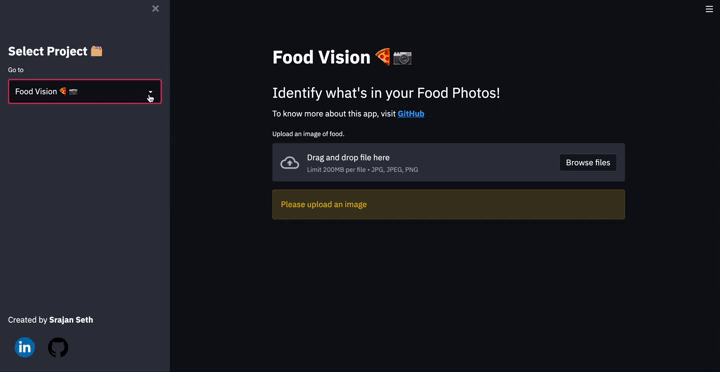 Select Project
Go to
Food Vision
Created by Srajan Seth
in
Food Vision
Identify what's in your Food Photos!
To know more about this app, visit GitHub
Upload an image of food.
Drag and drop file here
Limit 200MB per file • JPG, JPEG, PNG
Browse files
Please upload an image